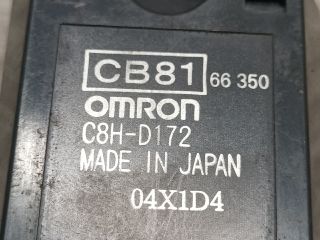 CB81 66 350
OMRON
C8H-D172
MADE IN JAPAN
04X1D4